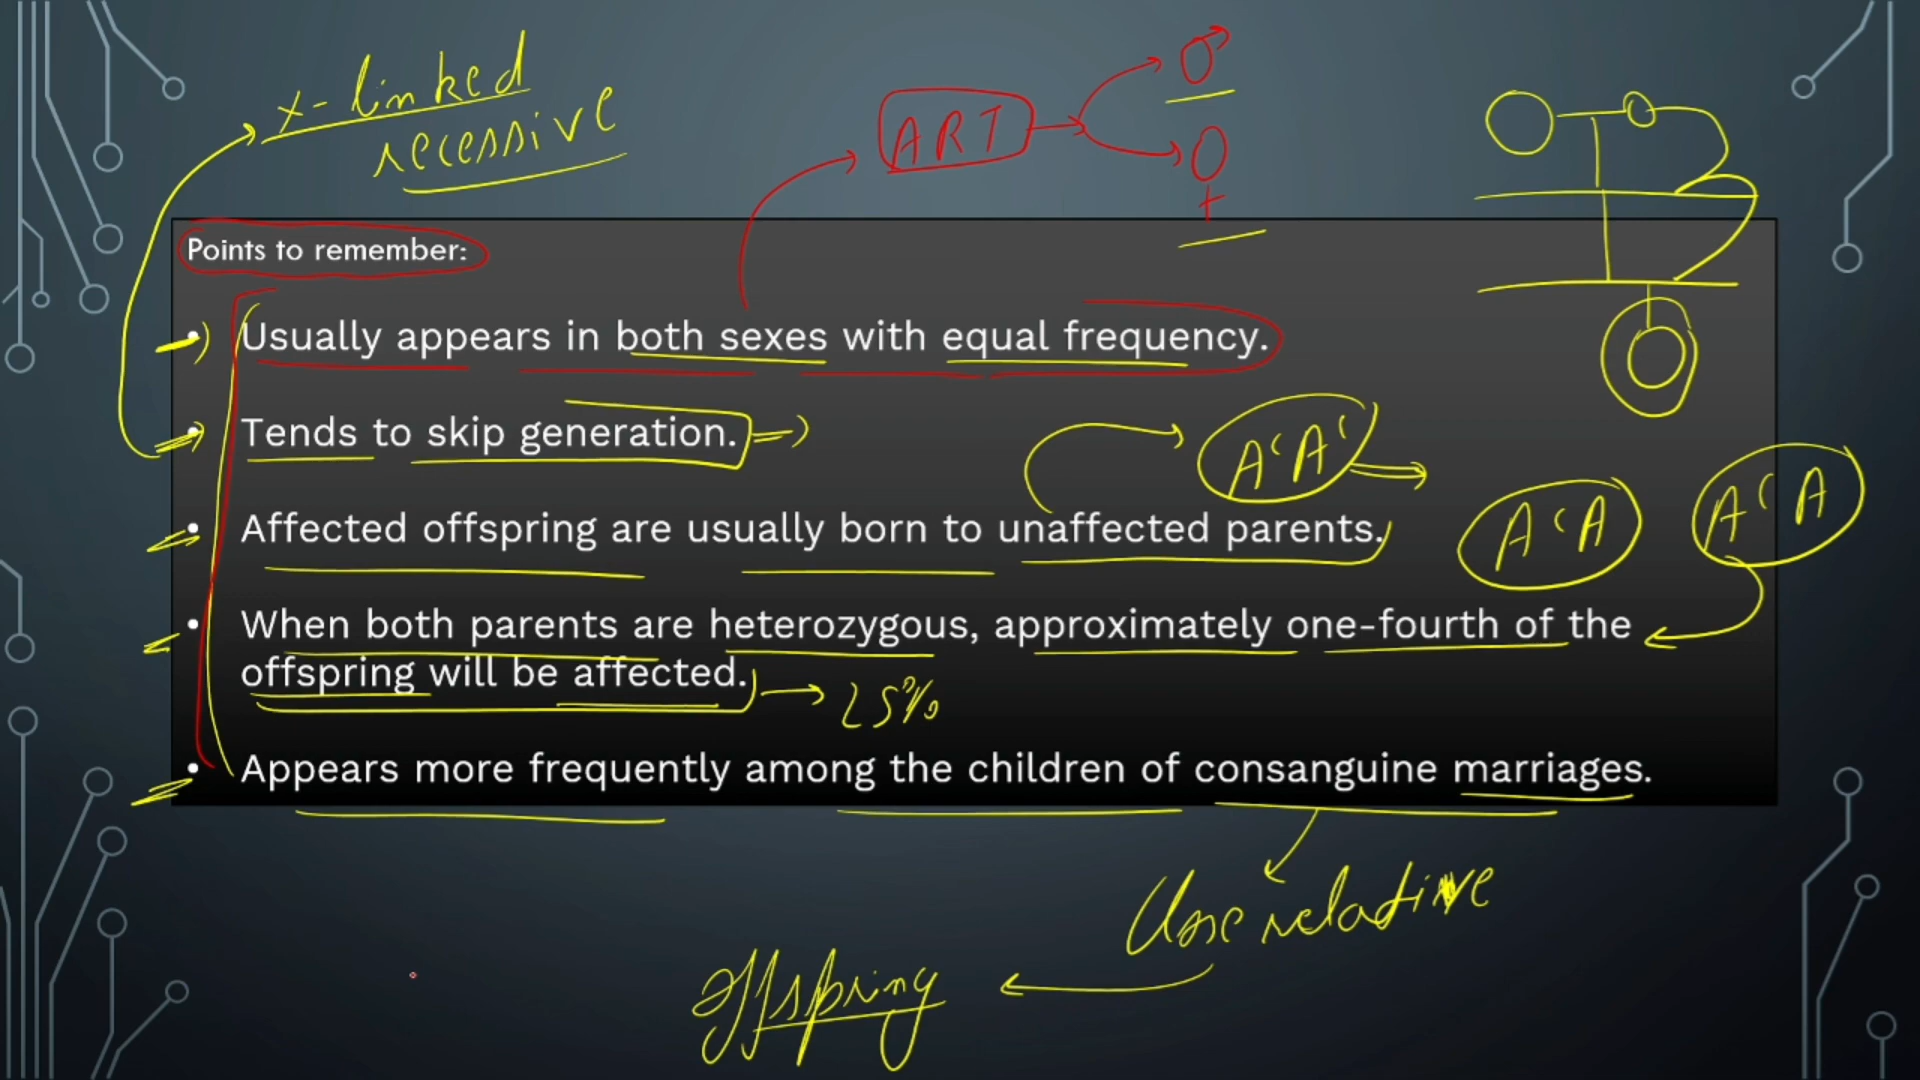 x-linked
recessive
ART
Points to remember:
• Usually appears in both sexes with equal frequency.
• Tends to skip generation.
A'A'
• Affected offspring are usually born to unaffected parents.
A'A
A'A
• When both parents are heterozygous, approximately one-fourth of the
offspring will be affected.
25%
• Appears more frequently among the children of consanguine marriages.
Close relative
offspring